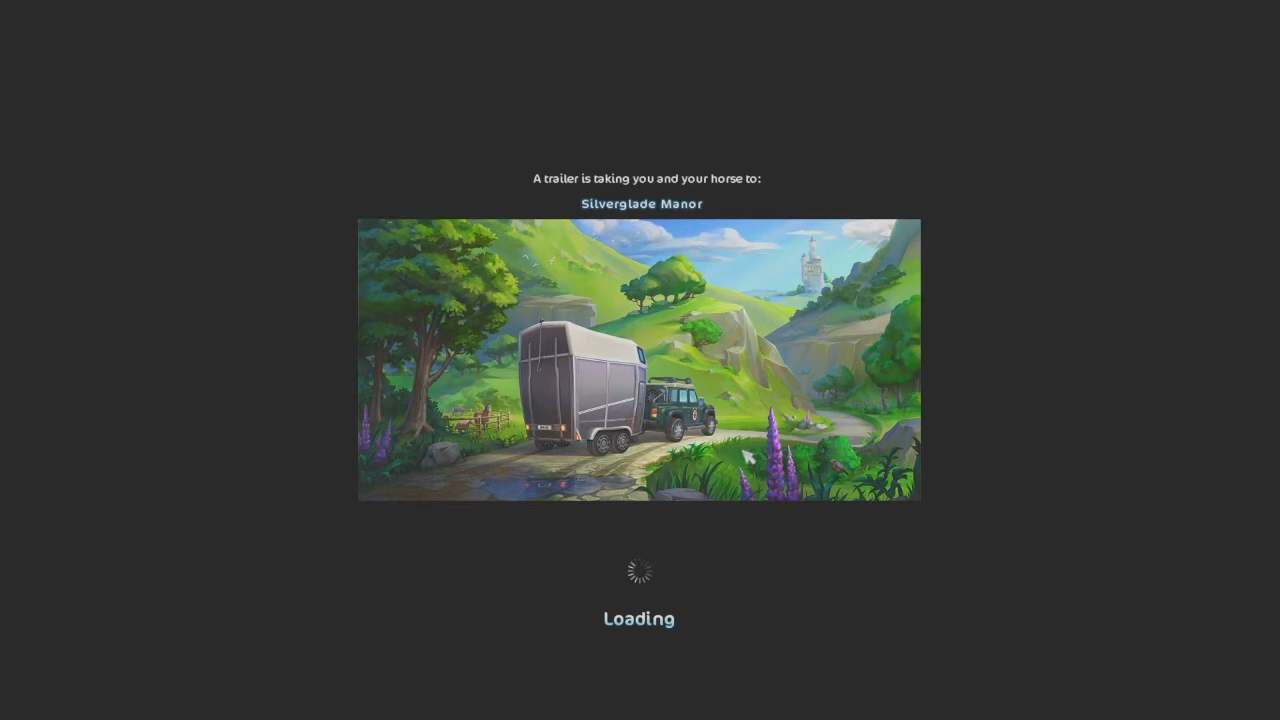 A trailer is taking you and your horse to:
Silverglade Manor
Loading